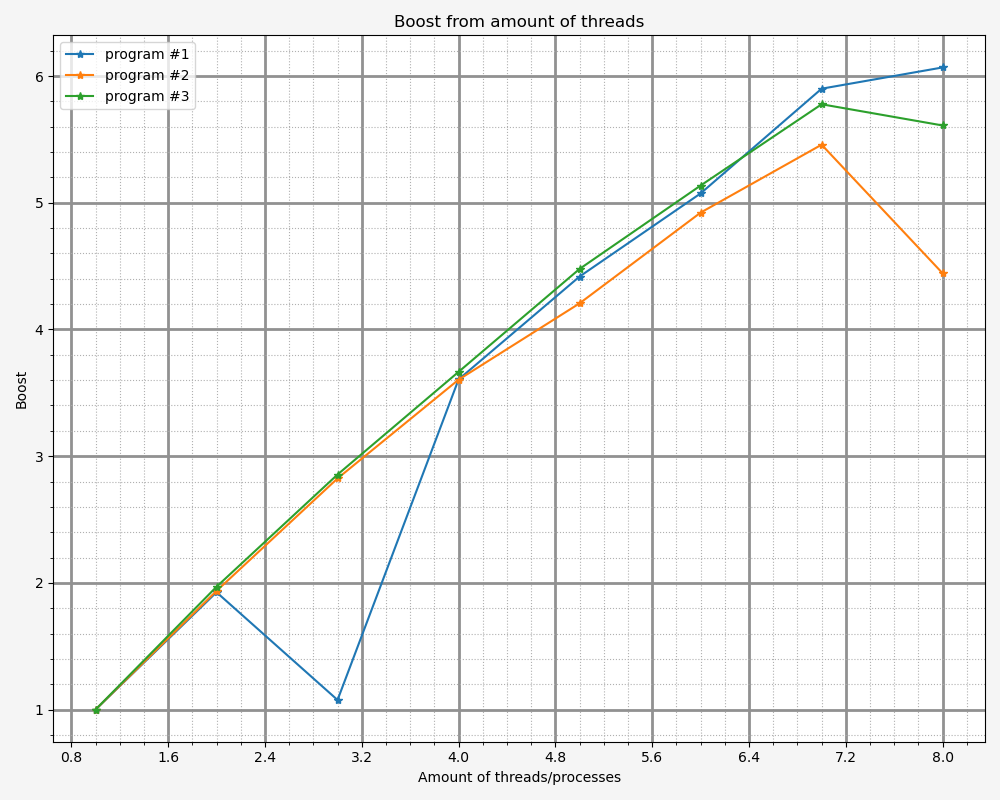 Boost from amount of threads
program #1
program #2
program #3
6
5
4
3
2
1
Boost
0.8 1.6 2.4 3.2 4.0 4.8 5.6 6.4 7.2 8.0
Amount of threads/processes